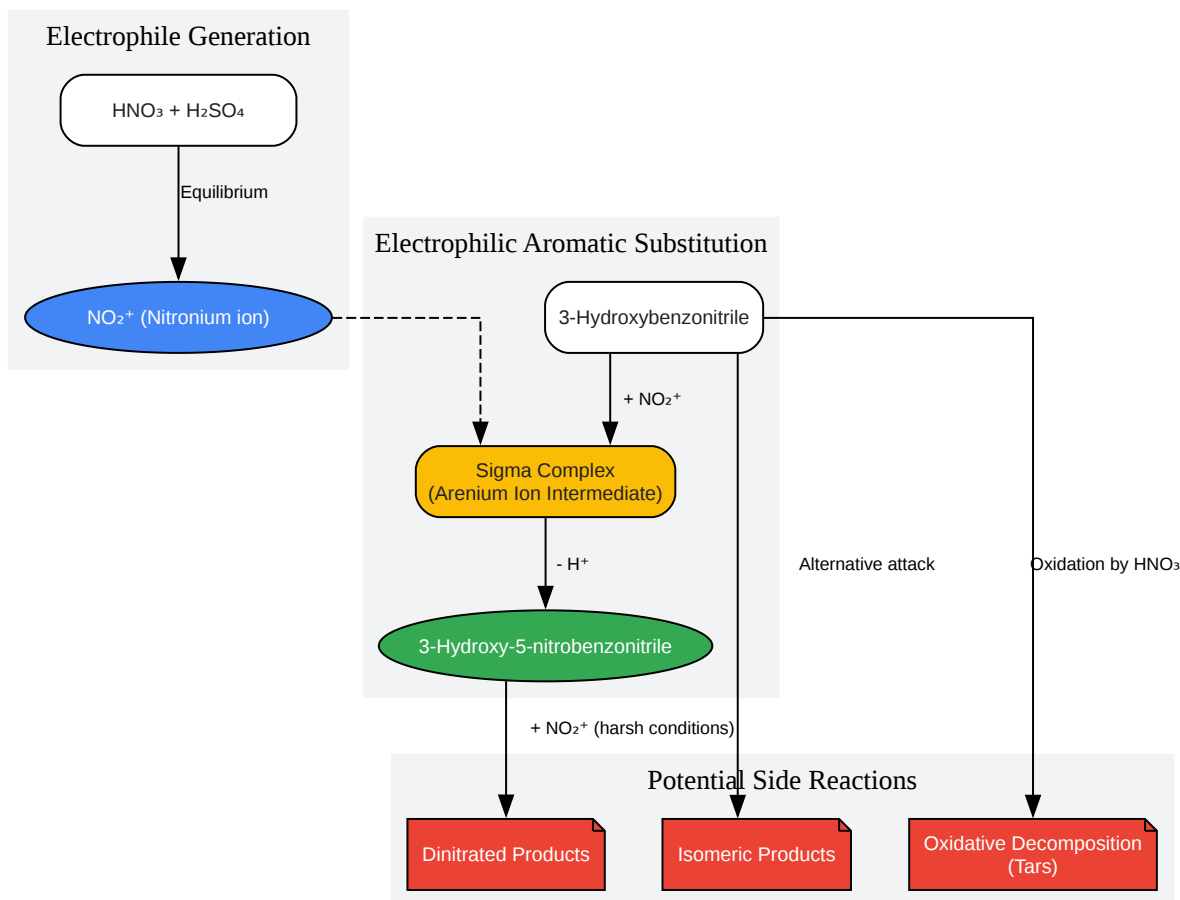 Electrophile Generation
HNO₃ + H₂SO₄
Equilibrium
NO₂⁺ (Nitronium ion)
Electrophilic Aromatic Substitution
3-Hydroxybenzonitrile
+ NO₂⁺
Sigma Complex
(Arenium Ion Intermediate)
- H⁺
Alternative attack
Oxidation by HNO₃
3-Hydroxy-5-nitrobenzonitrile
+ NO₂⁺ (harsh conditions)
Potential Side Reactions
Dinitrated Products
Isomeric Products
Oxidative Decomposition
(Tars)